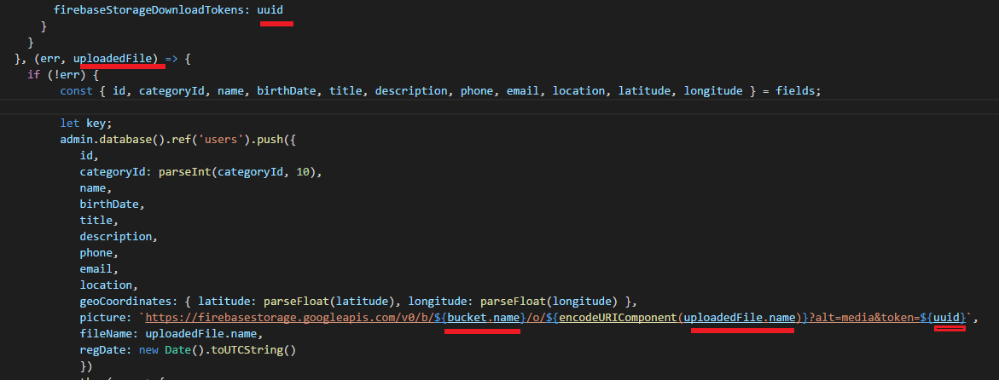 firebaseStorageDownloadTokens: uuid
}
}
}, (err, uploadedFile) => {
if (!err) {
const { id, categoryId, name, birthDate, title, description, phone, email, location, latitude, longitude } = fields;
let key;
admin.database().ref('users').push({
id,
categoryId: parseInt(categoryId, 10),
name,
birthDate,
title,
description,
phone,
email,
location,
geoCoordinates: { latitude: parseFloat(latitude), longitude: parseFloat(longitude) },
picture: `https://firebasestorage.googleapis.com/v0/b/${bucket.name}/o/${encodeURIComponent(uploadedFile.name)}?alt=media&token=${uuid}`,
fileName: uploadedFile.name,
regDate: new Date().toUTCString()
})